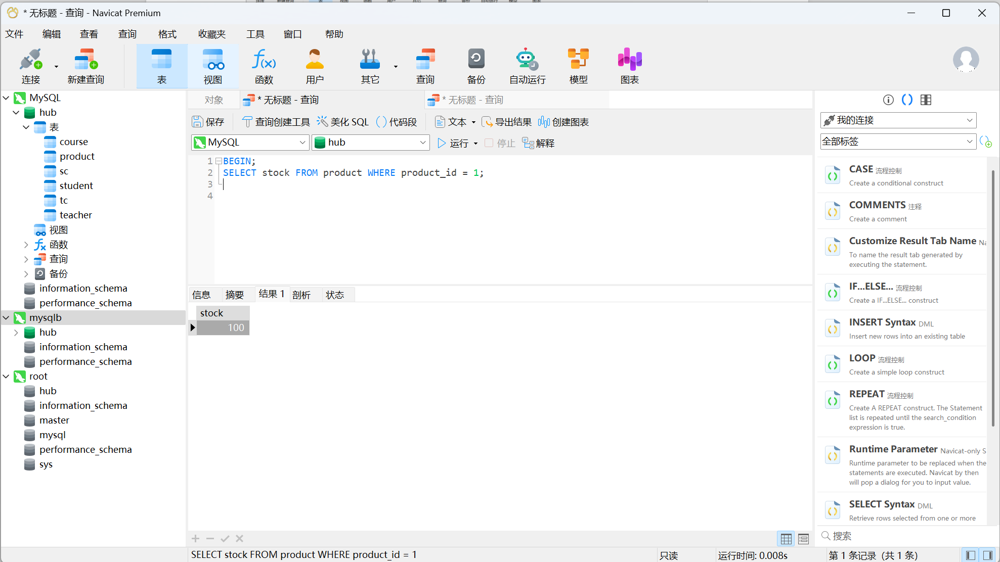 * 无标题 - 查询 - Navicat Premium
文件 编辑 查看 查询 格式 收藏夹 工具 窗口 帮助
连接 新建查询 表 视图 函数 用户 其它 查询 备份 自动运行 模型 图表
MySQL
hub
表
course
product
sc
student
tc
teacher
视图
函数
查询
备份
information_schema
performance_schema
mysqlb
hub
information_schema
performance_schema
root
hub
information_schema
master
mysql
performance_schema
sys
对象 * 无标题 - 查询 * 无标题 - 查询
保存 查询创建工具 美化 SQL () 代码段 文本 导出结果 创建图表
MySQL hub 运行 停止 解释
1 BEGIN;
2 SELECT stock FROM product WHERE product_id = 1;
3
4
信息 摘要 结果 1 剖析 状态
stock
100
SELECT stock FROM product WHERE product_id = 1 只读 运行时间: 0.008s 第 1 条记录 (共 1 条)
我的连接
全部标签
CASE 流程控制
Create a conditional construct
COMMENTS 注释
Create a comment
Customize Result Tab Name Na
To name the result tab generated by
executing the statement.
IF...ELSE... 流程控制
Create a IF...ELSE... construct
INSERT Syntax DML
Insert new rows into an existing table
LOOP 流程控制
Create a simple loop construct
REPEAT 流程控制
Create A REPEAT construct. The Statement
list is repeated until the search_condition
expression is true.
Runtime Parameter Navicat-only S
Runtime parameter to be replaced when the
statements are executed. Navicat by then
will pop a dialog for you to input value.
SELECT Syntax DML
Retrieve rows selected from one or more
搜索